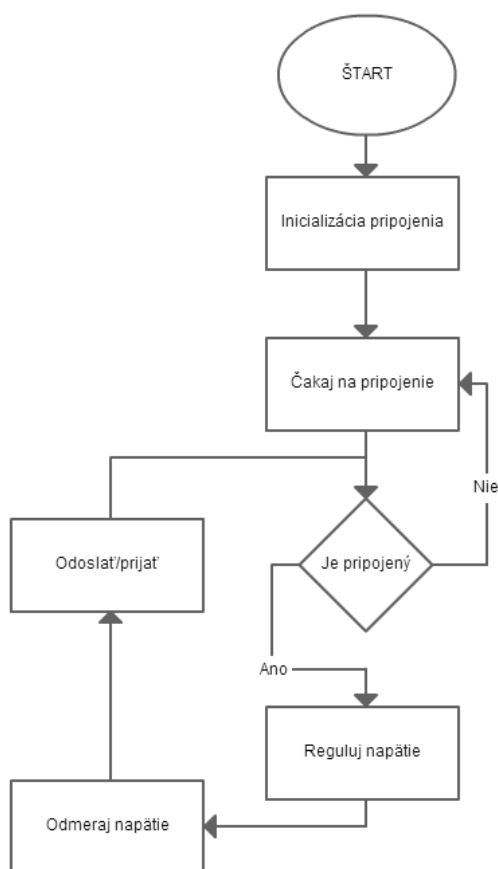 ŠTART
Inicializácia pripojenia
Čakaj na pripojenie
Nie
Odoslať/prijať
Je pripojený
Ano
Reguluj napätie
Odmeraj napätie